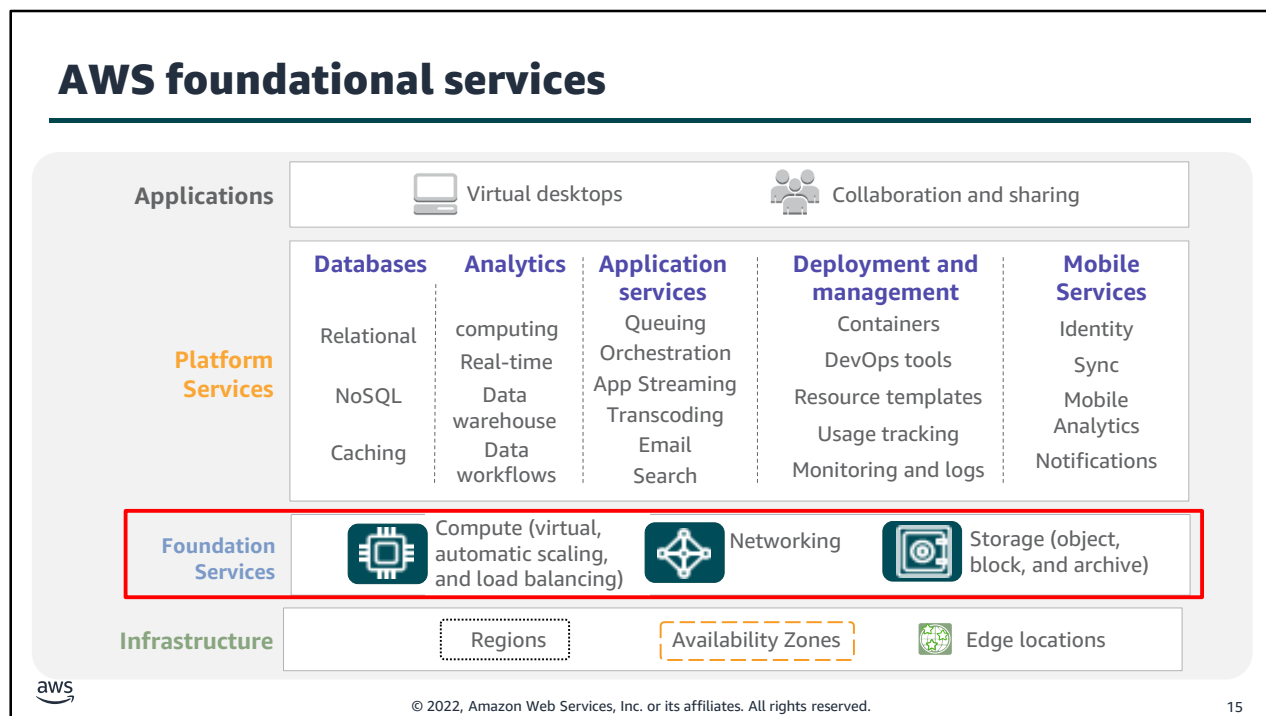 AWS foundational services
Applications
Virtual desktops
Collaboration and sharing
Platform
Services
Databases
Relational
NoSQL
Caching
Analytics
computing
Real-time
Data
warehouse
Data
workflows
Application
services
Queuing
Orchestration
App Streaming
Transcoding
Email
Search
Deployment and
management
Containers
DevOps tools
Resource templates
Usage tracking
Monitoring and logs
Mobile
Services
Identity
Sync
Mobile
Analytics
Notifications
Foundation
Services
Compute (virtual,
automatic scaling,
and load balancing)
Networking
Storage (object,
block, and archive)
Infrastructure
Regions
Availability Zones
Edge locations
aws
© 2022, Amazon Web Services, Inc. or its affiliates. All rights reserved.
15